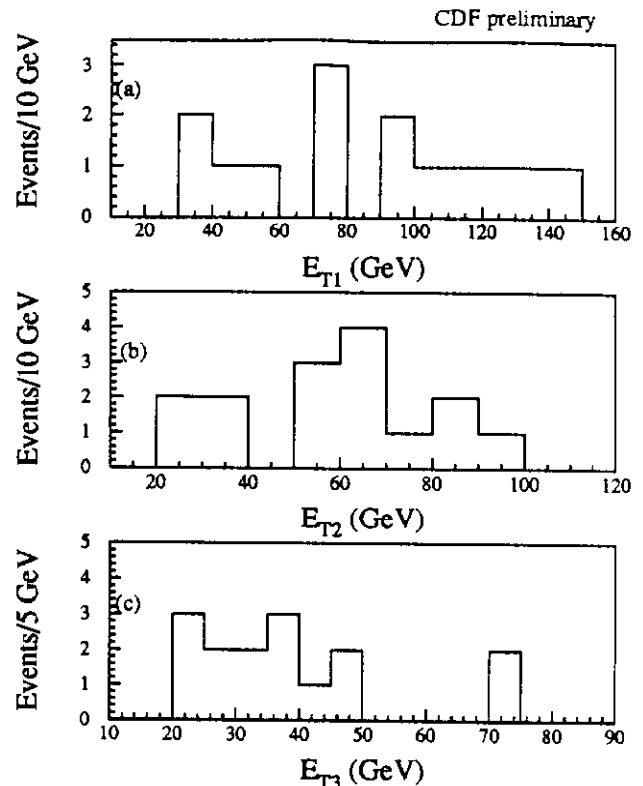 CDF preliminary
Events/10 GeV
3
2
1
0
(a)
20 40 60 80 100 120 140 160
E_T1 (GeV)
Events/10 GeV
5
4
3
2
1
0
(b)
20 40 60 80 100 120
E_T2 (GeV)
Events/5 GeV
5
4
3
2
1
0
(c)
10 20 30 40 50 60 70 80 90
E_T3 (GeV)